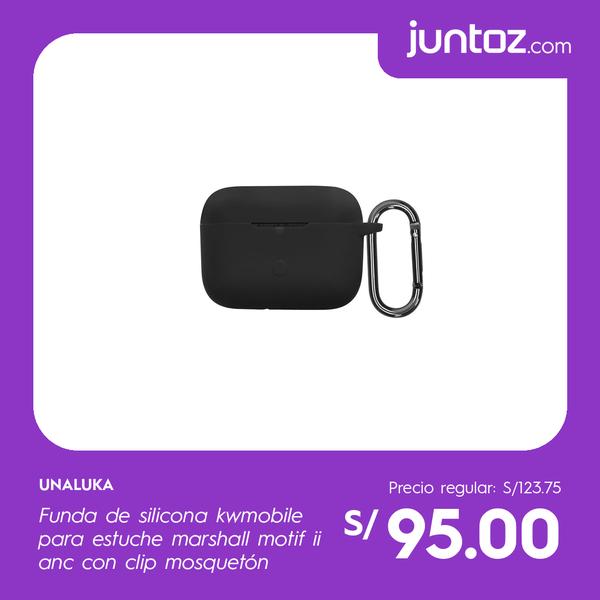 juntoz.com
UNALUKA
Funda de silicona kwmobile
para estuche marshall motif ii
anc con clip mosquetón
Precio regular: S/123.75
S/ 95.00